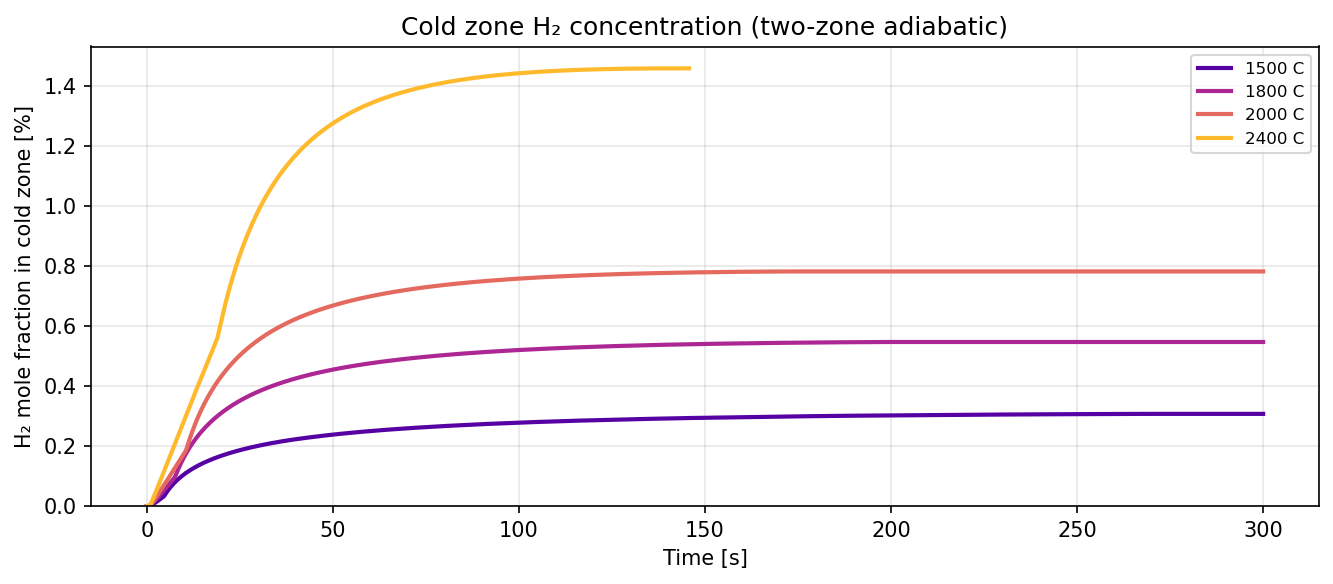 Cold zone H₂ concentration (two-zone adiabatic)
H₂ mole fraction in cold zone [%]
1.4
1.2
1.0
0.8
0.6
0.4
0.2
0.0
1500 C
1800 C
2000 C
2400 C
0 50 100 150 200 250 300
Time [s]